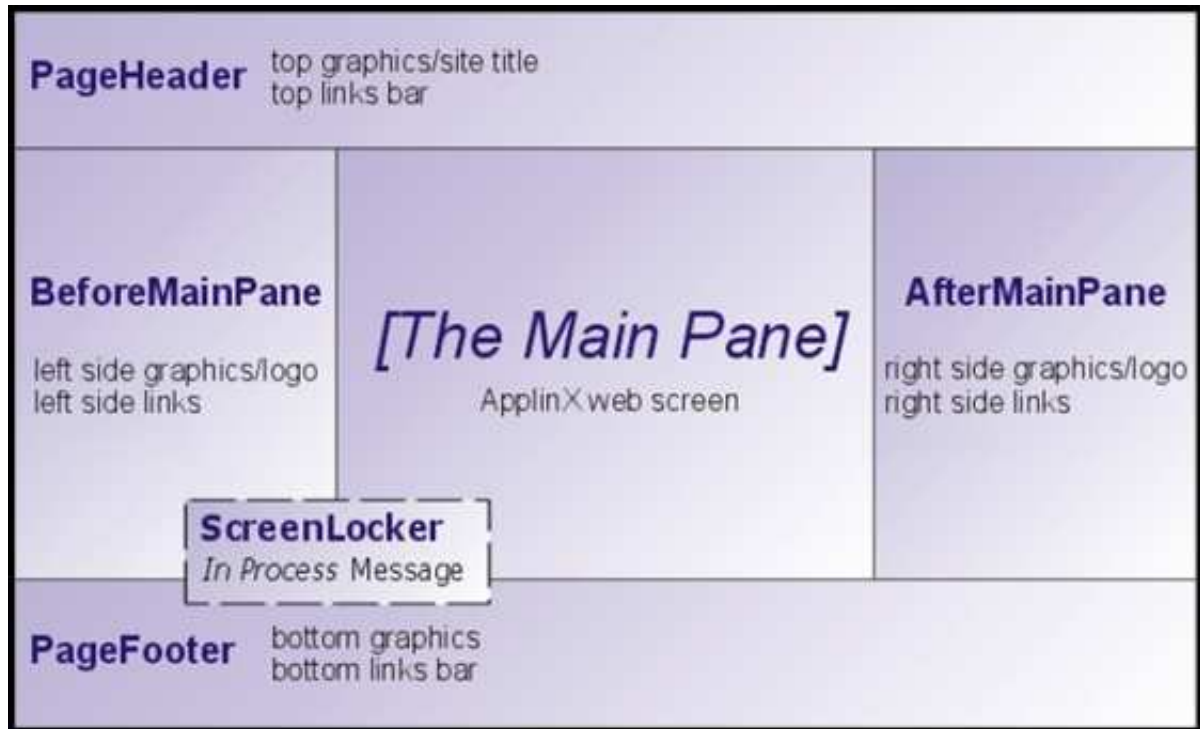 PageHeader
top graphics/site title
top links bar
BeforeMainPane
left side graphics/logo
left side links
[The Main Pane]
ApplinX web screen
AfterMainPane
right side graphics/logo
right side links
ScreenLocker
In Process Message
PageFooter
bottom graphics
bottom links bar